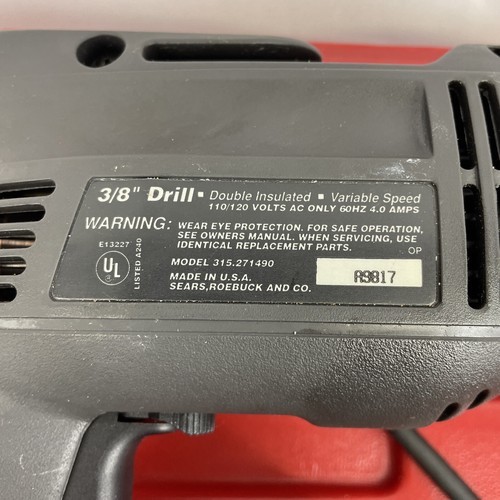 3/8" Drill ▪ Double Insulated ▪ Variable Speed
110/120 VOLTS AC ONLY 60HZ 4.0 AMPS
WARNING: WEAR EYE PROTECTION. FOR SAFE OPERATION,
SEE OWNERS MANUAL. WHEN SERVICING, USE
IDENTICAL REPLACEMENT PARTS.
E13227
OP
UL
LISTED A240
MODEL 315.271490
MADE IN U.S.A.
SEARS,ROEBUCK AND CO.
A9817